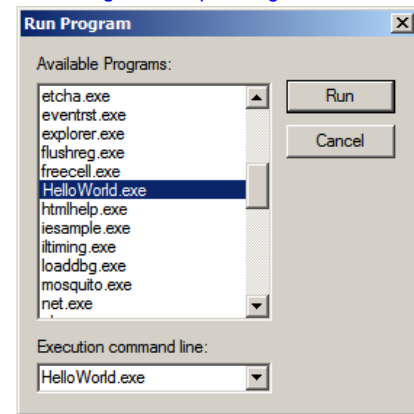 Run Program
Available Programs:
etcha.exe
eventrst.exe
explorer.exe
flushreg.exe
freecell.exe
HelloWorld.exe
htmlhelp.exe
iesample.exe
iltiming.exe
loaddbg.exe
mosquito.exe
net.exe
Run
Cancel
Execution command line:
HelloWorld.exe